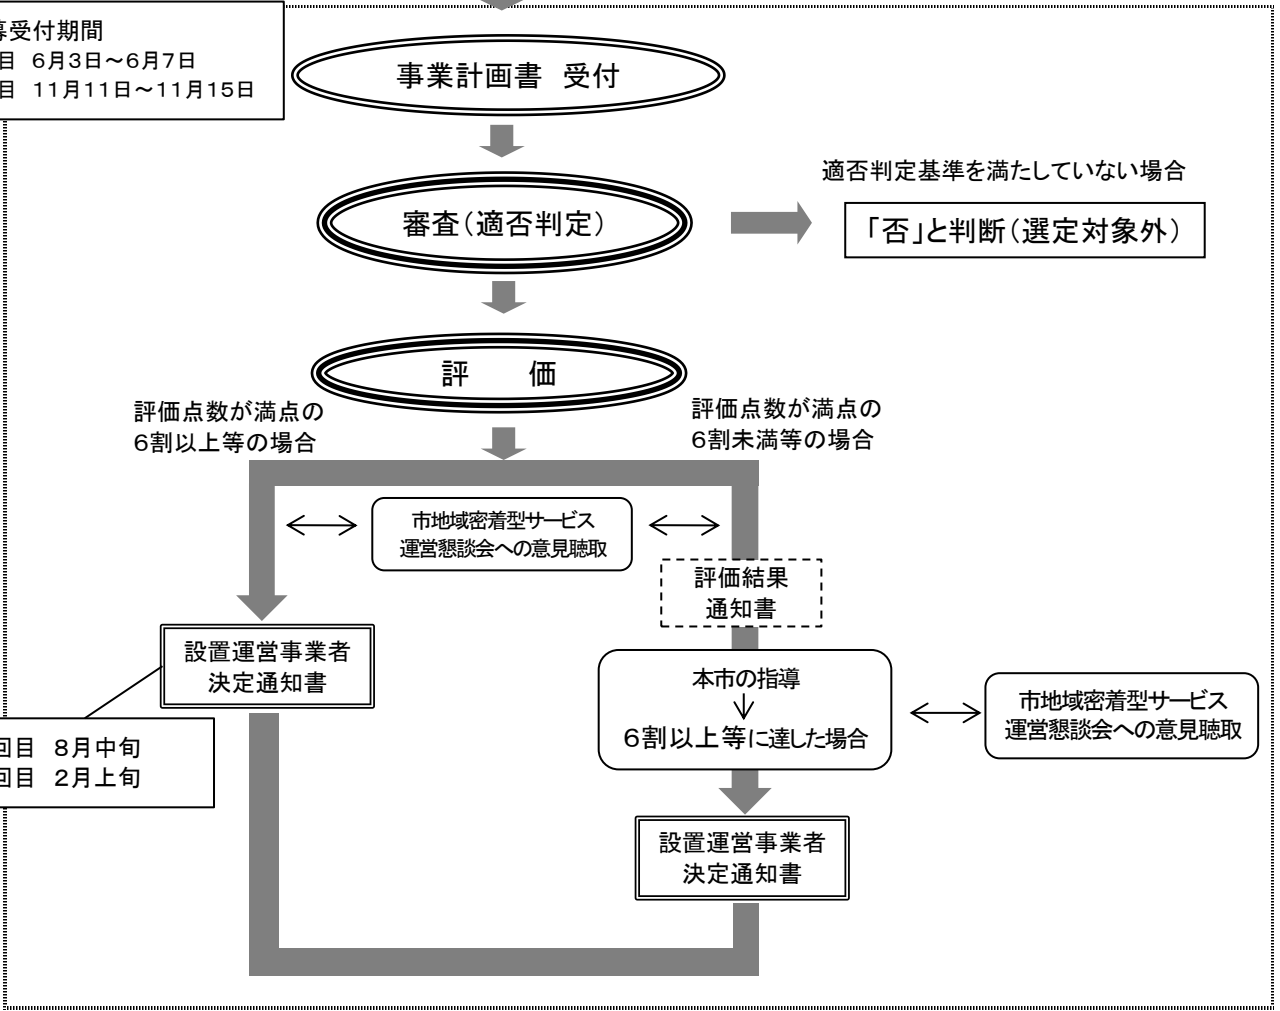 募受付期間
目 6月3日～6月7日
目 11月11日～11月15日
事業計画書 受付
適否判定基準を満たしていない場合
審査(適否判定)
「否」と判断(選定対象外)
評 価
評価点数が満点の
6割以上等の場合
評価点数が満点の
6割未満等の場合
市地域密着型サービス
運営懇談会への意見聴取
評価結果
通知書
設置運営事業者
決定通知書
本市の指導
6割以上等に達した場合
市地域密着型サービス
運営懇談会への意見聴取
回目 8月中旬
回目 2月上旬
設置運営事業者
決定通知書